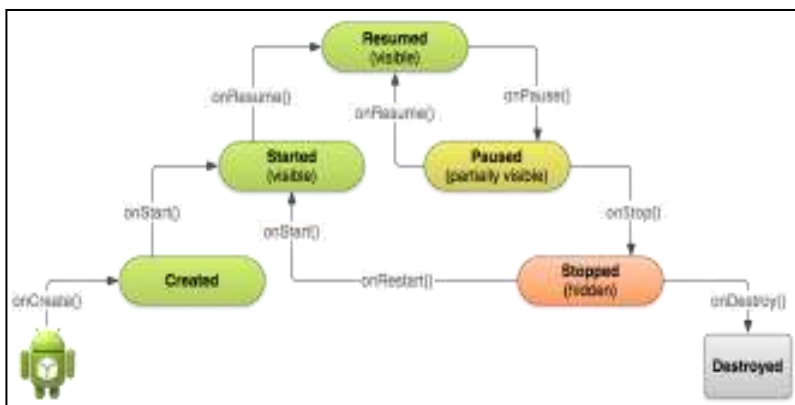 Resumed
(visible)
onResume()
onPause()
onResume()
Started
(visible)
Paused
(partially visible)
onStart()
onStart()
onStop()
Created
onRestart()
Stopped
(hidden)
onCreate()
onDestroy()
Destroyed